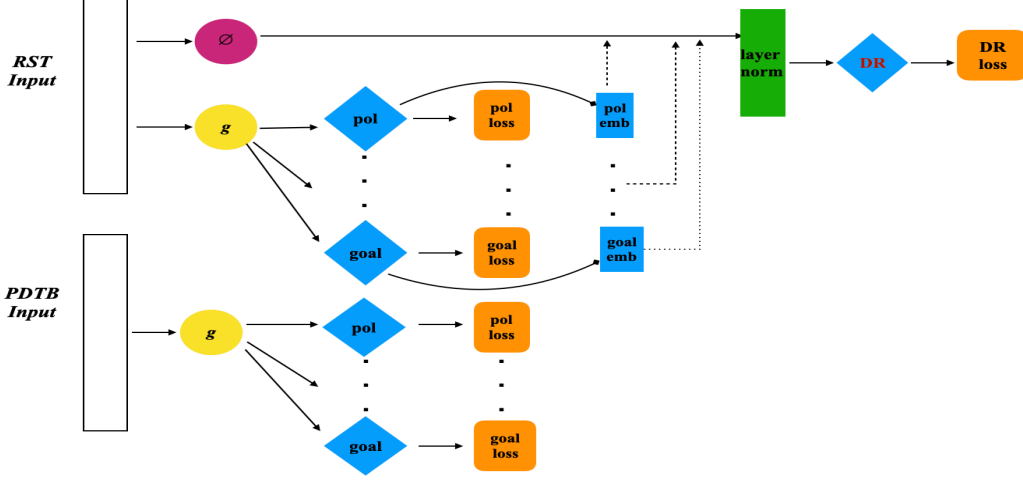 RST
Input
∅
layer
norm
DR
DR
loss
g
pol
pol
loss
pol
emb
goal
goal
loss
goal
emb
PDTB
Input
g
pol
pol
loss
goal
goal
loss